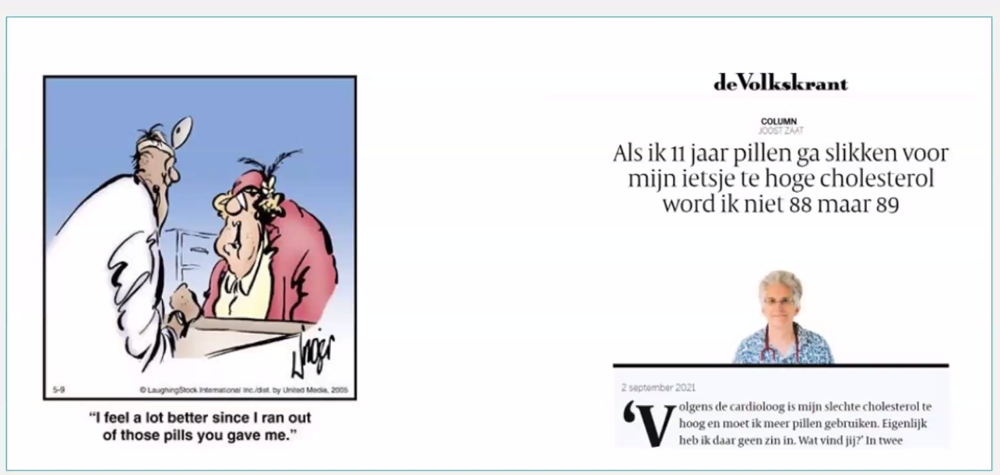 5-9
© LaughingStock International Inc./dist. by United Media, 2005
“I feel a lot better since I ran out
of those pills you gave me.”
deVolkskrant
COLUMN
JOOST ZAAT
Als ik 11 jaar pillen ga slikken voor
mijn ietsje te hoge cholesterol
word ik niet 88 maar 89
2 september 2021
‘Volgens de cardioloog is mijn slechte cholesterol te
hoog en moet ik meer pillen gebruiken. Eigenlijk
heb ik daar geen zin in. Wat vind jij?’ In twee